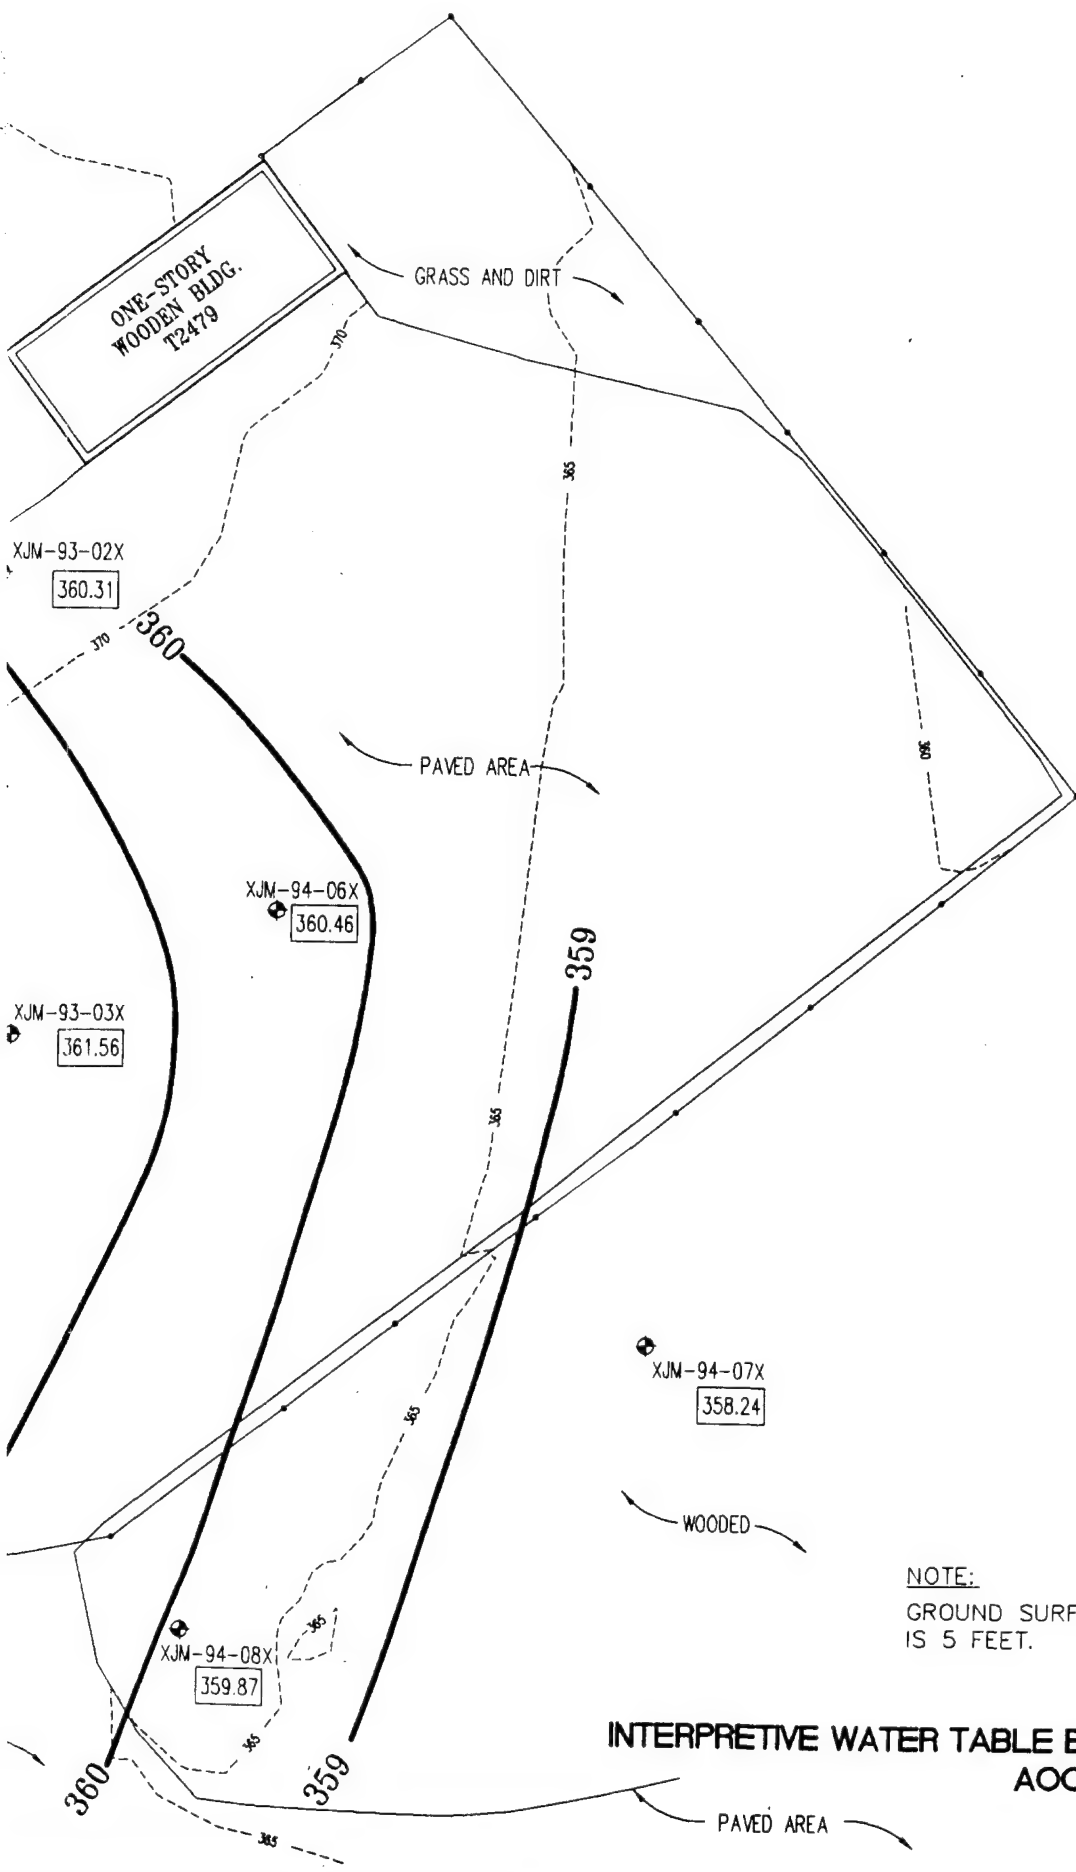 ONE-STORY
WOODEN BLDG.
T2479
GRASS AND DIRT
370
365
XJM-93-02X
360.31
370
360
PAVED AREA
360
XJM-94-06X
360.46
359
XJM-93-03X
361.56
365
XJM-94-07X
358.24
365
WOODED
NOTE:
GROUND SURF
IS 5 FEET.
365
XJM-94-08X
359.87
365
INTERPRETIVE WATER TABLE E
AOC
360
359
PAVED AREA
365